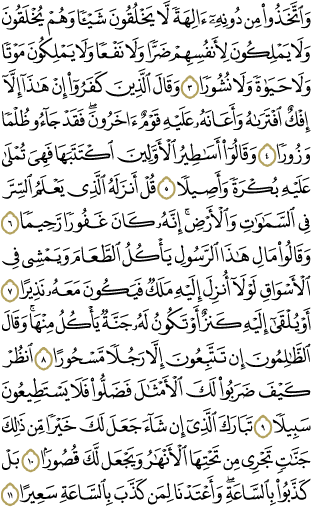 وَاتَّخَذُوا مِن دُونِهِۦٓ ءَالِهَةً لَّا يَخْلُقُونَ شَيْـًٔا وَهُمْ يُخْلَقُونَ
وَلَا يَمْلِكُونَ لِأَنفُسِهِمْ ضَرًّا وَلَا نَفْعًا وَلَا يَمْلِكُونَ مَوْتًا
وَلَا حَيَوٰةً وَلَا نُشُورًا ٣ وَقَالَ الَّذِينَ كَفَرُوٓا إِنْ هَٰذَآ إِلَّآ
إِفْكٌ افْتَرَىٰهُ وَأَعَانَهُۥ عَلَيْهِ قَوْمٌ ءَاخَرُونَ ۖ فَقَدْ جَآءُو ظُلْمًا
وَزُورًا ٤ وَقَالُوٓا أَسَاطِيرُ الْأَوَّلِينَ اكْتَتَبَهَا فَهِىَ تُمْلَىٰ
عَلَيْهِ بُكْرَةً وَأَصِيلًا ٥ قُلْ أَنزَلَهُ الَّذِى يَعْلَمُ السِّرَّ
فِى السَّمَٰوَٰتِ وَالْأَرْضِ ۚ إِنَّهُۥ كَانَ غَفُورًا رَّحِيمًا ٦
وَقَالُوا مَالِ هَٰذَا الرَّسُولِ يَأْكُلُ الطَّعَامَ وَيَمْشِى فِى
الْأَسْوَاقِ ۙ لَوْلَآ أُنزِلَ إِلَيْهِ مَلَكٌ فَيَكُونَ مَعَهُۥ نَذِيرًا ٧
أَوْ يُلْقَىٰٓ إِلَيْهِ كَنزٌ أَوْ تَكُونُ لَهُۥ جَنَّةٌ يَأْكُلُ مِنْهَا ۚ وَقَالَ
الظَّٰلِمُونَ إِن تَتَّبِعُونَ إِلَّا رَجُلًا مَّسْحُورًا ٨ انظُرْ
كَيْفَ ضَرَبُوا لَكَ الْأَمْثَٰلَ فَضَلُّوا فَلَا يَسْتَطِيعُونَ
سَبِيلًا ٩ تَبَارَكَ الَّذِىٓ إِن شَآءَ جَعَلَ لَكَ خَيْرًا مِّن ذَٰلِكَ
جَنَّٰتٍ تَجْرِى مِن تَحْتِهَا الْأَنْهَٰرُ وَيَجْعَل لَّكَ قُصُورًا ١٠ بَلْ
كَذَّبُوا بِالسَّاعَةِ ۖ وَأَعْتَدْنَا لِمَن كَذَّبَ بِالسَّاعَةِ سَعِيرًا ١١